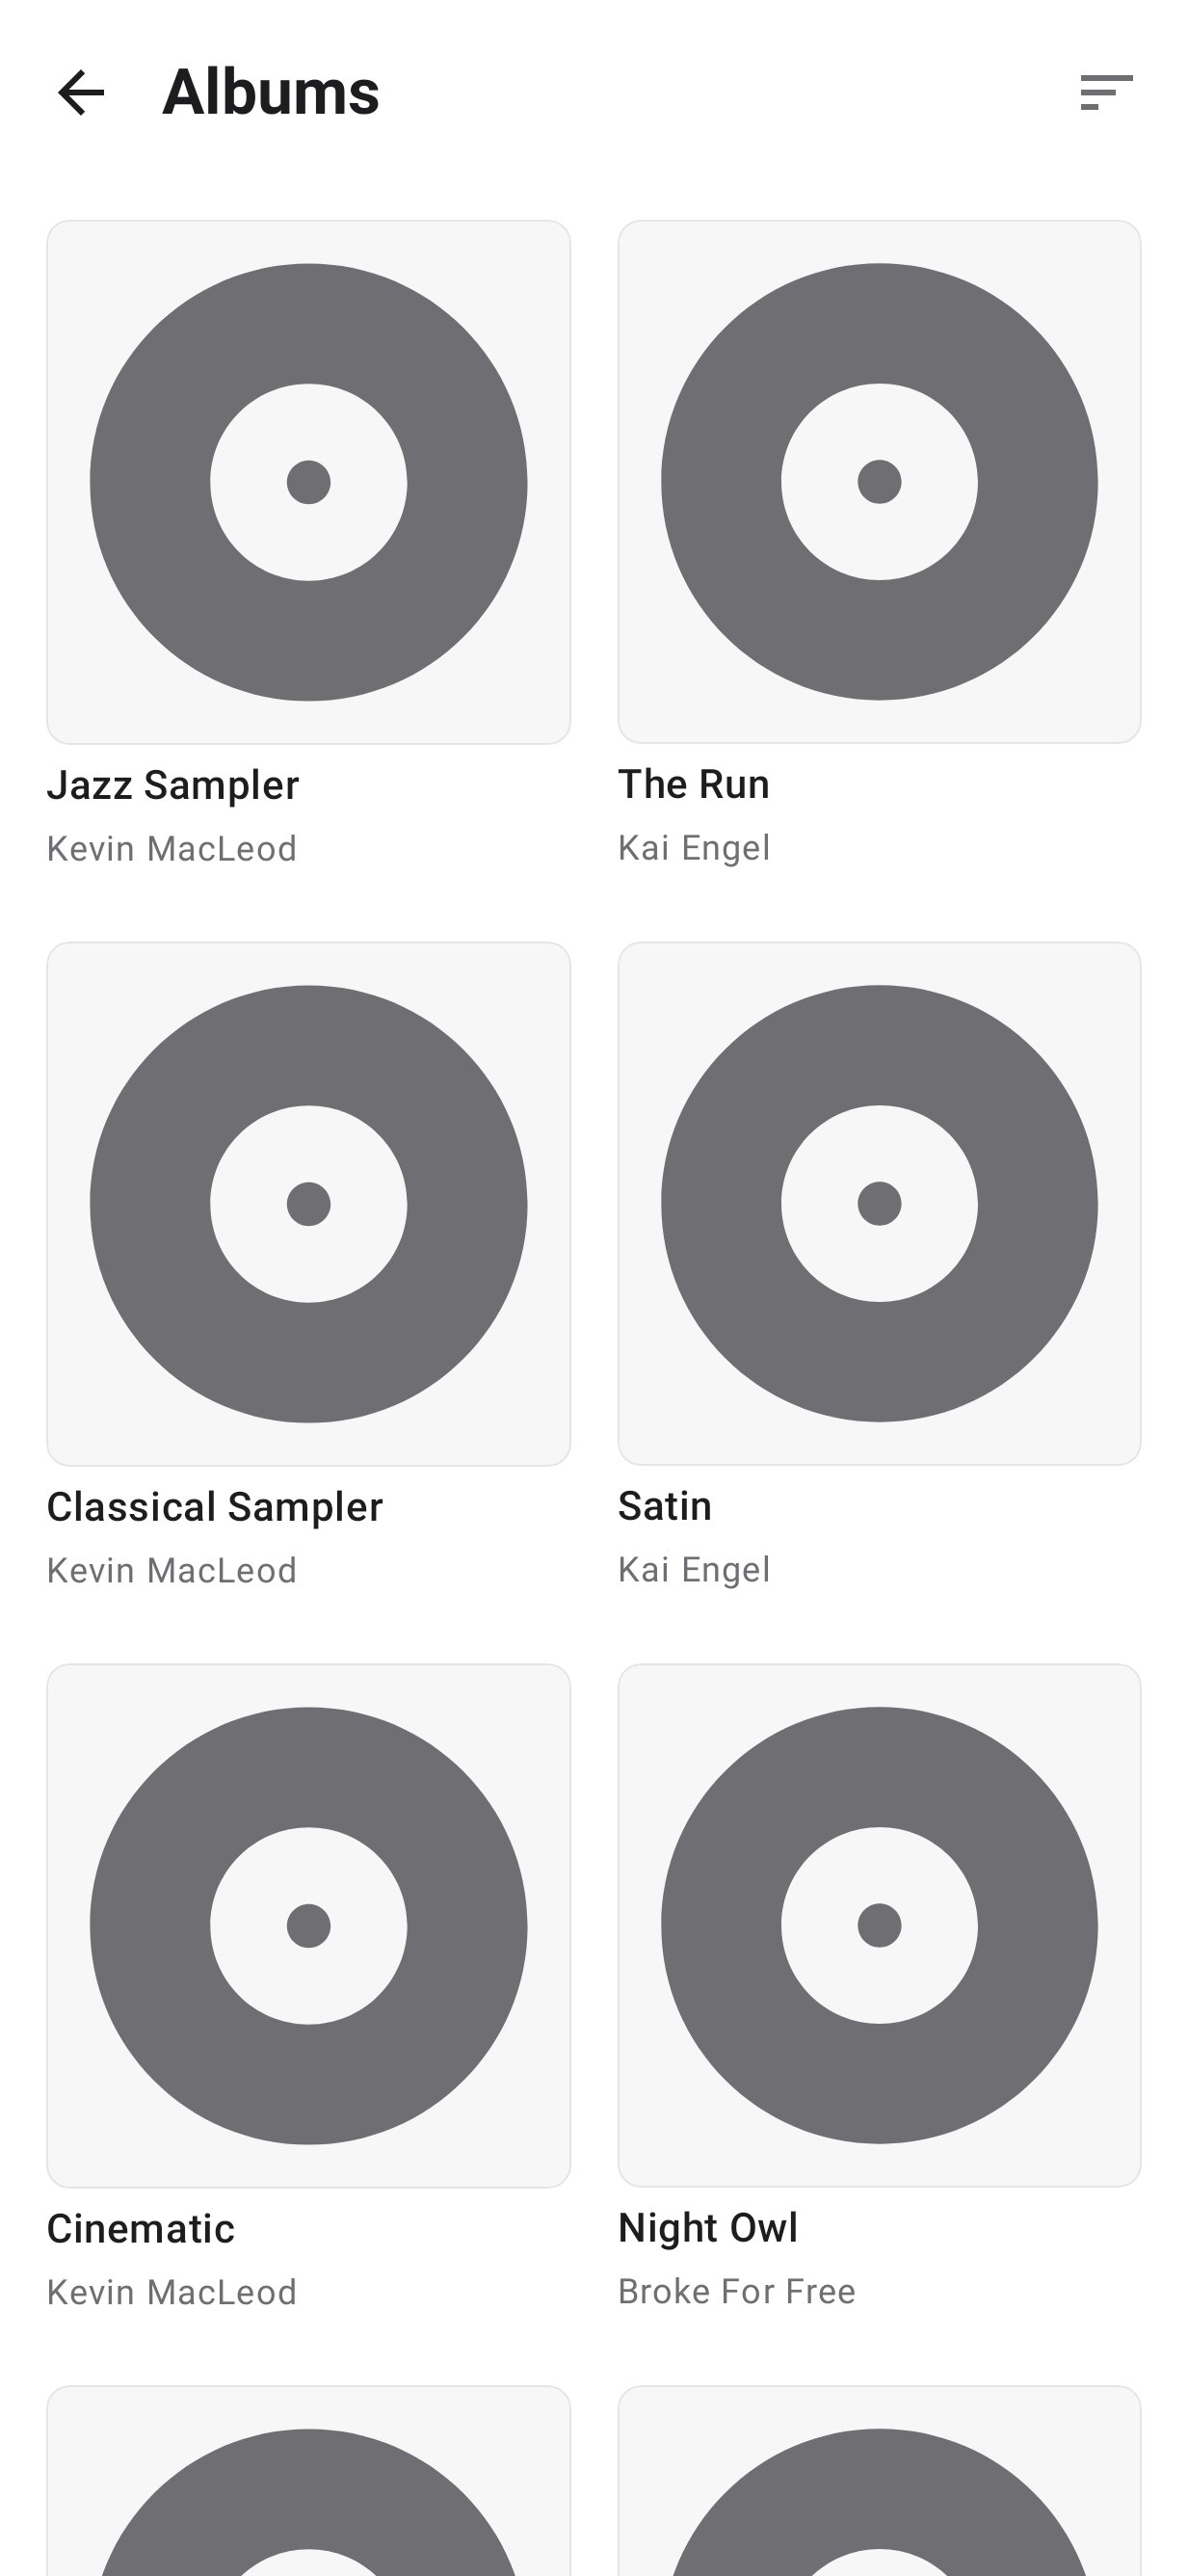 Albums
Jazz Sampler
Kevin MacLeod
The Run
Kai Engel
Classical Sampler
Kevin MacLeod
Satin
Kai Engel
Cinematic
Kevin MacLeod
Night Owl
Broke For Free